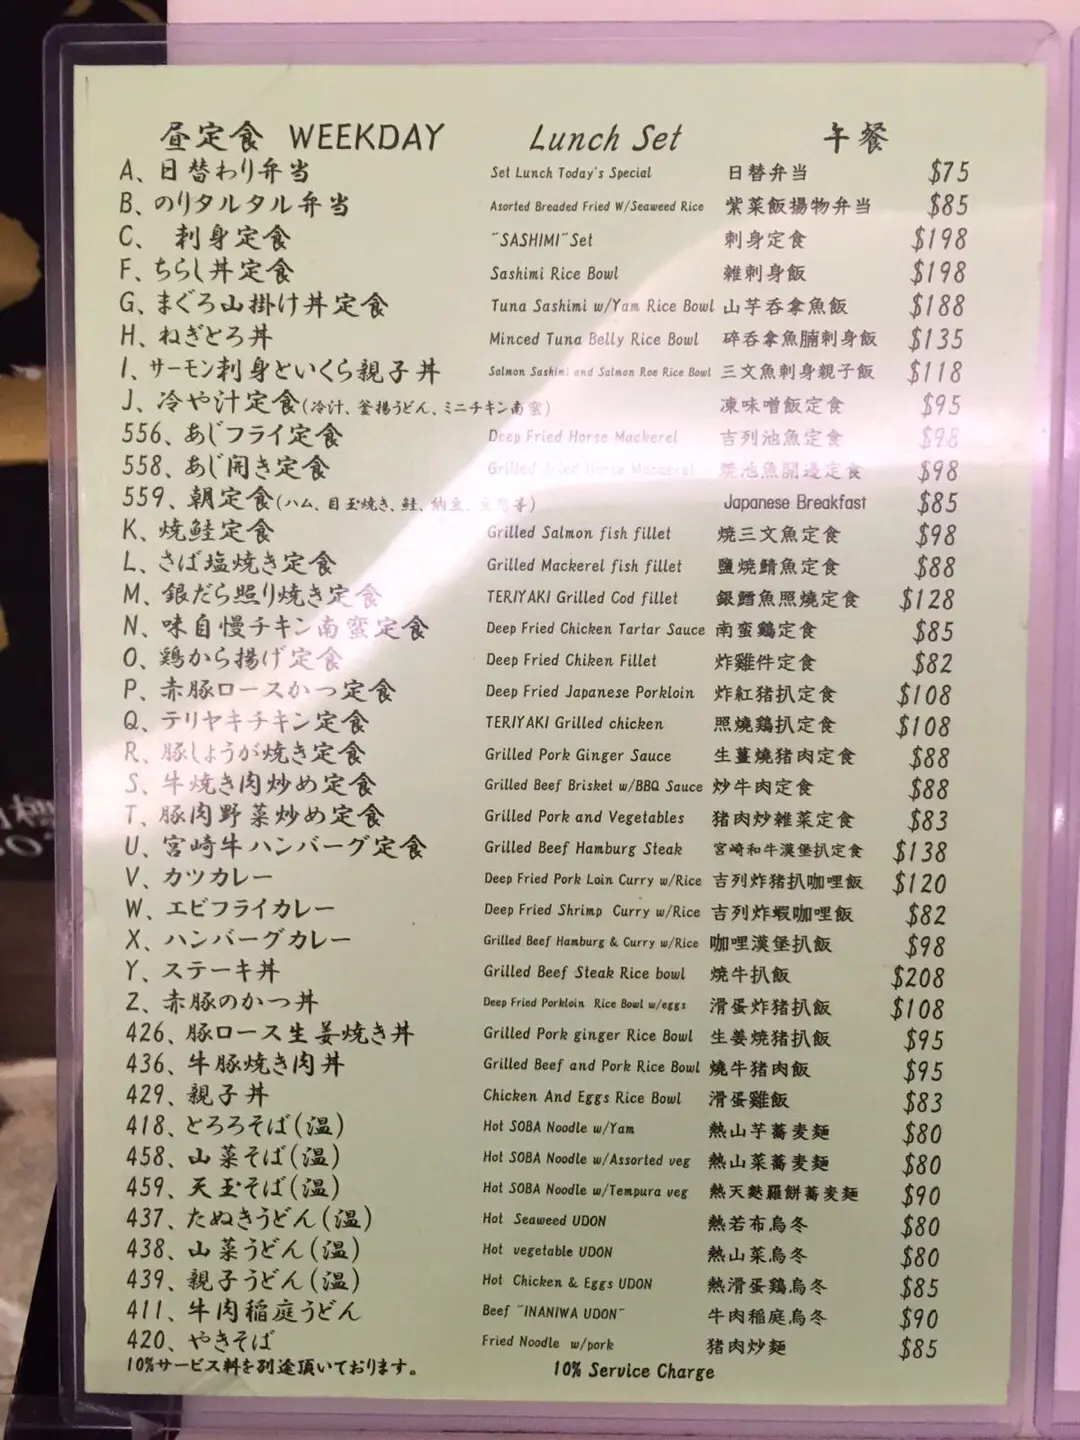 昼定食 WEEKDAY Lunch Set 午餐
A、日替わり弁当 Set Lunch Today's Special 日替弁当 $75
B、のりタルタル弁当 Asorted Breaded Fried W/Seaweed Rice 紫菜飯揚物弁当 $85
C、 刺身定食 "SASHIMI"Set 刺身定食 $198
F、ちらし丼定食 Sashimi Rice Bowl 雑刺身飯 $198
G、まぐろ山掛け丼定食 Tuna Sashimi w/Yam Rice Bowl 山芋呑拿魚飯 $188
H、ねぎとろ丼 Minced Tuna Belly Rice Bowl 碎呑拿魚腩刺身飯 $135
I、サーモン刺身といくら親子丼 Salmon Sashimi and Salmon Roe Rice Bowl 三文魚刺身親子飯 $118
J、冷や汁定食(冷汁、釜揚うどん、ミニチキン南蛮) 凍味噌飯定食 $95
556、あじフライ定食 Deep Fried Horse Mackerel 吉列池魚定食 $98
558、あじ開き定食 Grilled dried Horse Mackerel 燒池魚開邊定食 $98
559、朝定食(ハム、目玉焼き、鮭、納豆、 Japanese Breakfast $85
K、焼鮭定食 Grilled Salmon fish fillet 燒三文魚定食 $98
L、さば塩焼き定食 Grilled Mackerel fish fillet 鹽燒鯖魚定食 $88
M、銀だら照り焼き定食 TERIYAKI Grilled Cod fillet 銀鱈魚照燒定食 $128
N、味自慢チキン南蛮定食 Deep Fried Chicken Tartar Sauce 南蛮鶏定食 $85
O、鶏から揚げ定食 Deep Fried Chiken Fillet 炸雞件定食 $82
P、赤豚ロースかつ定食 Deep Fried Japanese Porkloin 炸紅猪扒定食 $108
Q、テリヤキチキン定食 TERIYAKI Grilled chicken 照燒鶏扒定食 $108
R、豚しょうが焼き定食 Grilled Pork Ginger Sauce 生薑燒猪肉定食 $88
S、牛焼き肉炒め定食 Grilled Beef Brisket w/BBQ Sauce 炒牛肉定食 $88
T、豚肉野菜炒め定食 Grilled Pork and Vegetables 猪肉炒雑菜定食 $83
U、宮崎牛ハンバーグ定食 Grilled Beef Hamburg Steak 宮崎和牛漢堡扒定食 $138
V、カツカレー Deep Fried Pork Loin Curry w/Rice 吉列炸猪扒咖哩飯 $120
W、エビフライカレー Deep Fried Shrimp Curry w/Rice 吉列炸蝦咖哩飯 $82
X、ハンバーグカレー Grilled Beef Hamburg & Curry w/Rice 咖哩漢堡扒飯 $98
Y、ステーキ丼 Grilled Beef Steak Rice bowl 燒牛扒飯 $208
Z、赤豚のかつ丼 Deep Fried Porkloin Rice Bowl w/eggs 滑蛋炸猪扒飯 $108
426、豚ロース生姜焼き丼 Grilled Pork ginger Rice Bowl 生姜燒猪扒飯 $95
436、牛豚焼き肉丼 Grilled Beef and Pork Rice Bowl 燒牛猪肉飯 $95
429、親子丼 Chicken And Eggs Rice Bowl 滑蛋雞飯 $83
418、とろろそば(温) Hot SOBA Noodle w/Yam 熱山芋蕎麦麺 $80
458、山菜そば(温) Hot SOBA Noodle w/Assorted veg 熱山菜蕎麦麺 $80
459、天玉そば(温) Hot SOBA Noodle w/Tempura veg 熱天麩羅餅蕎麦麺 $90
437、たぬきうどん(温) Hot Seaweed UDON 熱若布烏冬 $80
438、山菜うどん(温) Hot vegetable UDON 熱山菜烏冬 $80
439、親子うどん(温) Hot Chicken & Eggs UDON 熱滑蛋鶏烏冬 $85
411、牛肉稲庭うどん Beef "INANIWA UDON" 牛肉稲庭烏冬 $90
420、やきそば Fried Noodle w/pork 猪肉炒麺 $85
10%サービス料を別途頂いております。 10% Service Charge